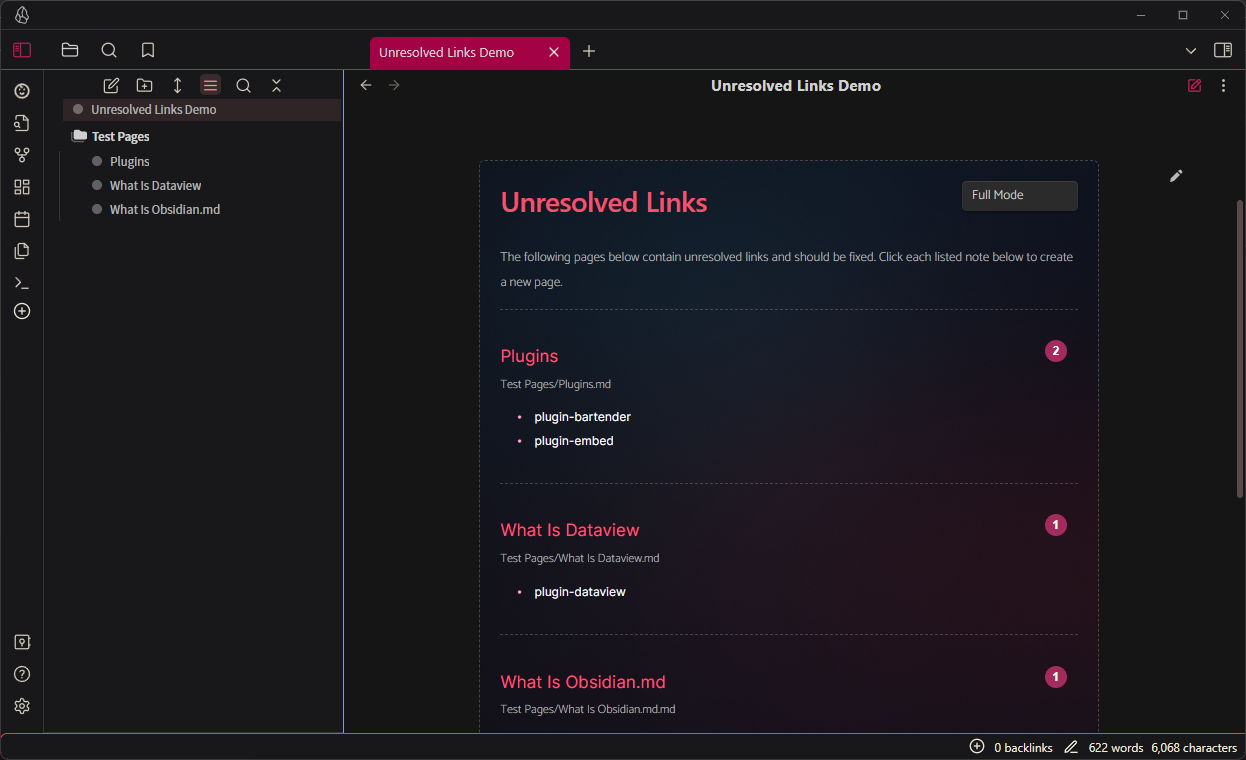 Unresolved Links Demo
Unresolved Links Demo
Unresolved Links Demo
Test Pages
Plugins
What Is Dataview
What Is Obsidian.md
Unresolved Links
Full Mode
The following pages below contain unresolved links and should be fixed. Click each listed note below to create
a new page.
Plugins
2
Test Pages/Plugins.md
plugin-bartender
plugin-embed
What Is Dataview
1
Test Pages/What Is Dataview.md
plugin-dataview
What Is Obsidian.md
1
Test Pages/What Is Obsidian.md.md
0 backlinks
622 words
6,068 characters